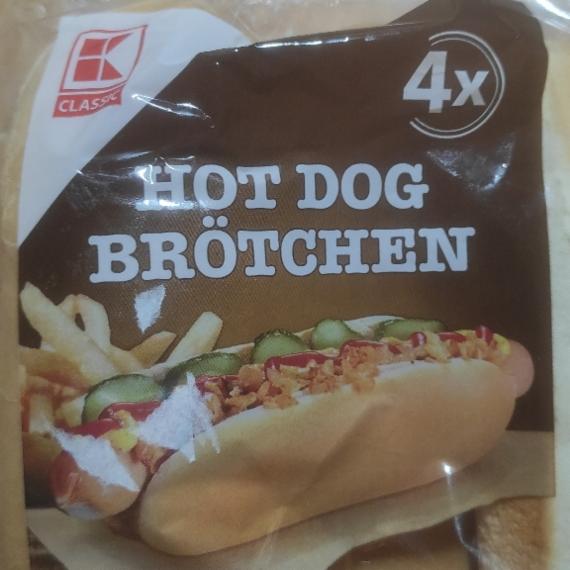 K
CLASSIC
4x
HOT DOG
BRÖTCHEN